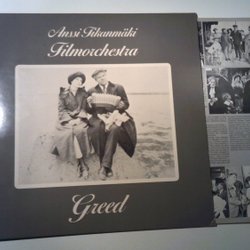 Anssi Tikanmäki
Filmorchestra
Greed